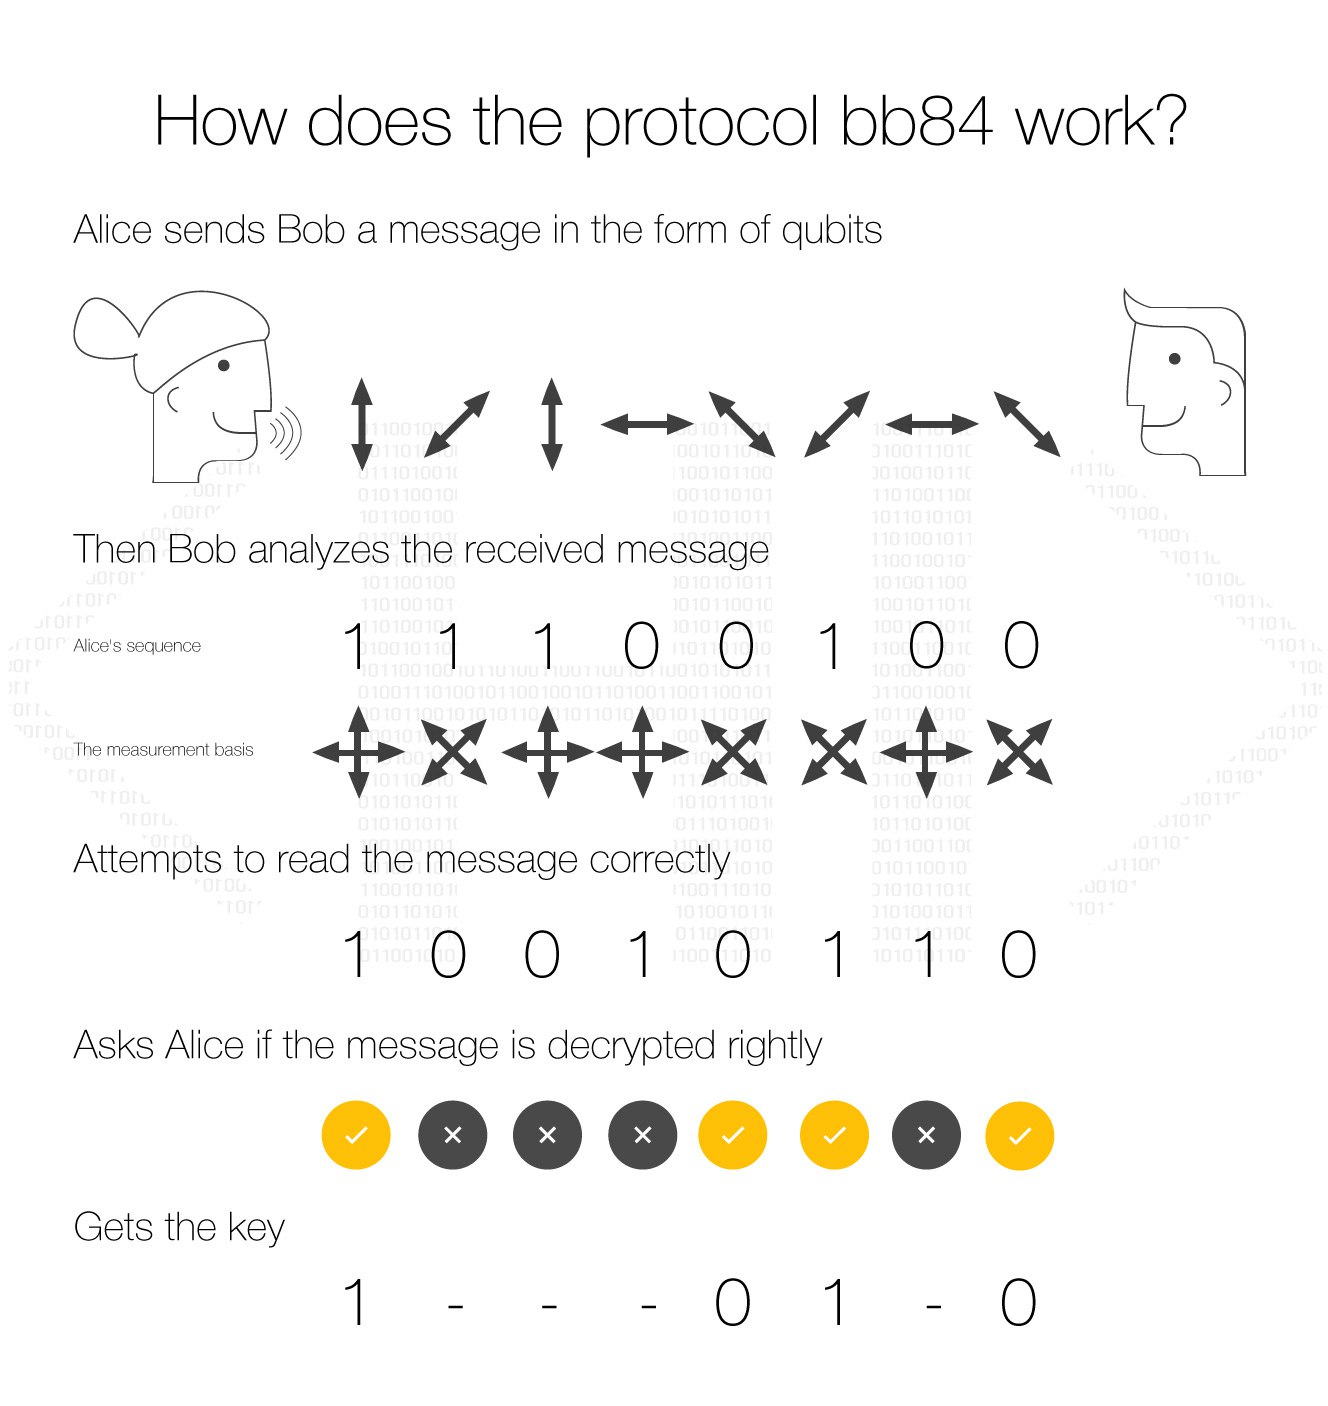 How does the protocol bb84 work?
Alice sends Bob a message in the form of qubits
Then Bob analyzes the received message
Alice's sequence 1 1 1 0 0 1 0 0
The measurement basis
Attempts to read the message correctly
1 0 0 1 0 1 1 0
Asks Alice if the message is decrypted rightly
Gets the key
1 - - - 0 1 - 0